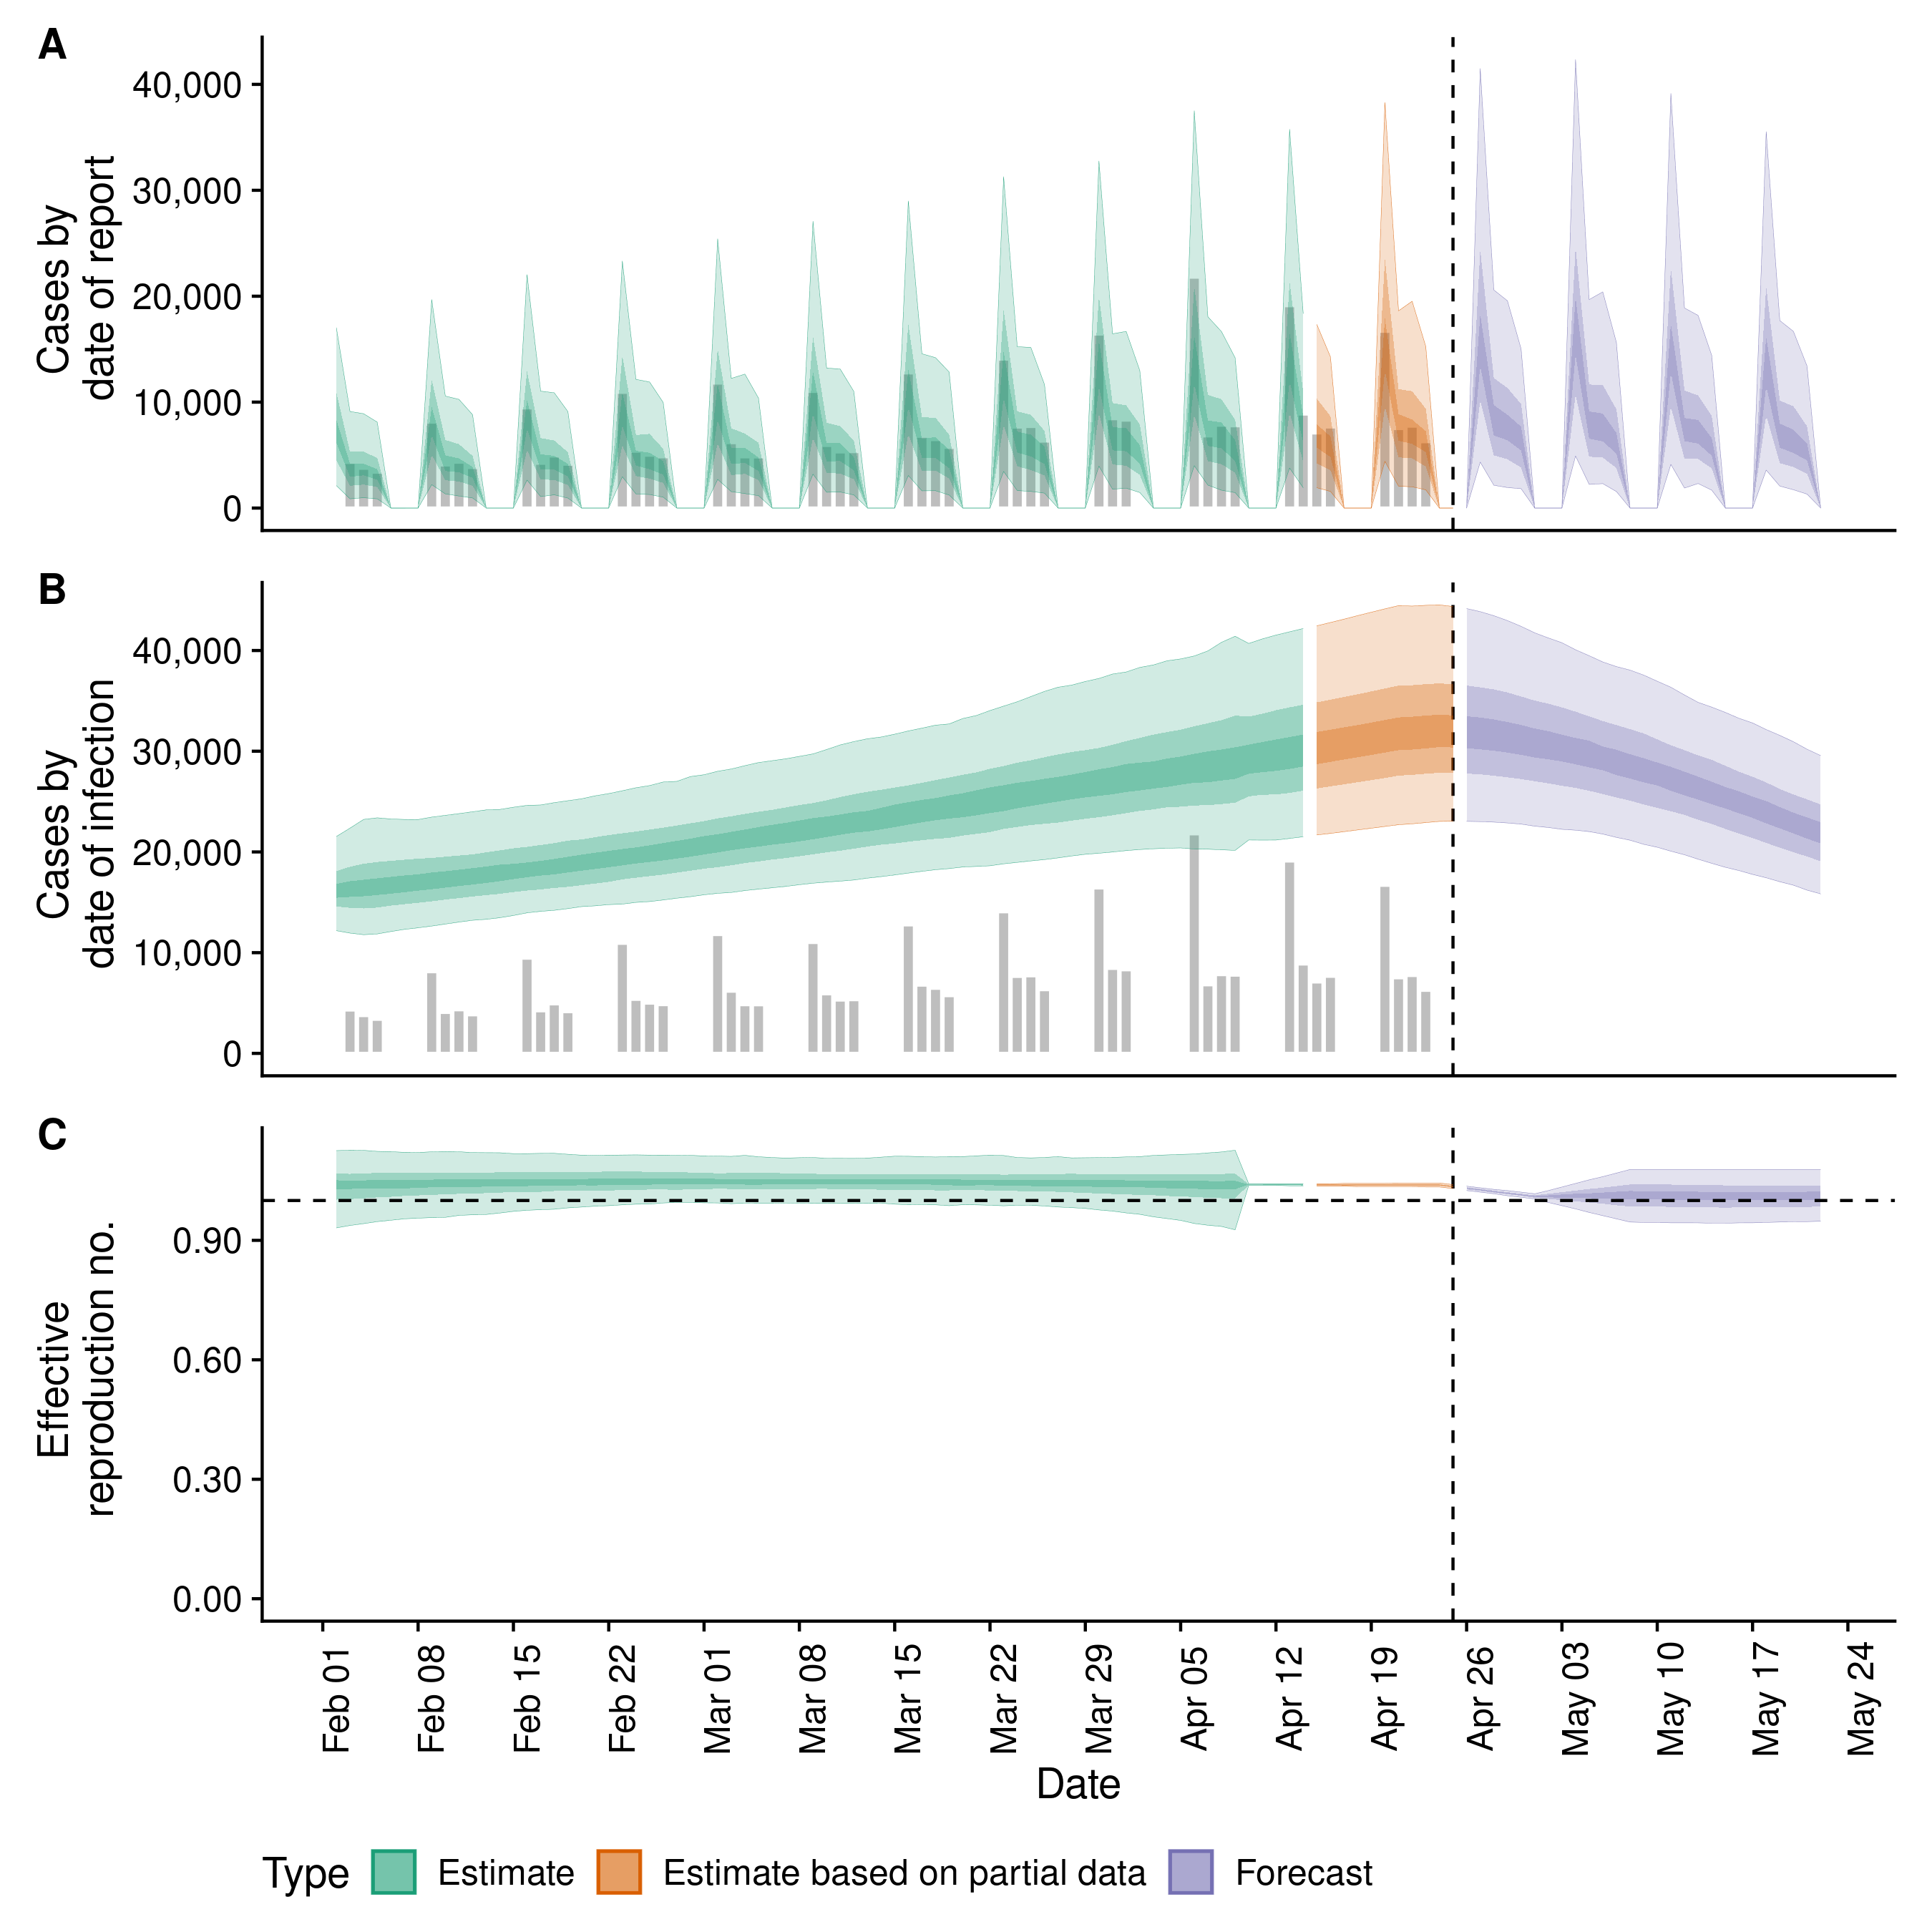 A
Cases by
date of report
40,000
30,000
20,000
10,000
0
B
Cases by
date of infection
40,000
30,000
20,000
10,000
0
C
Effective
reproduction no.
0.90
0.60
0.30
0.00
Feb 01
Feb 08
Feb 15
Feb 22
Mar 01
Mar 08
Mar 15
Mar 22
Mar 29
Apr 05
Apr 12
Apr 19
Apr 26
May 03
May 10
May 17
May 24
Date
Type Estimate Estimate based on partial data Forecast